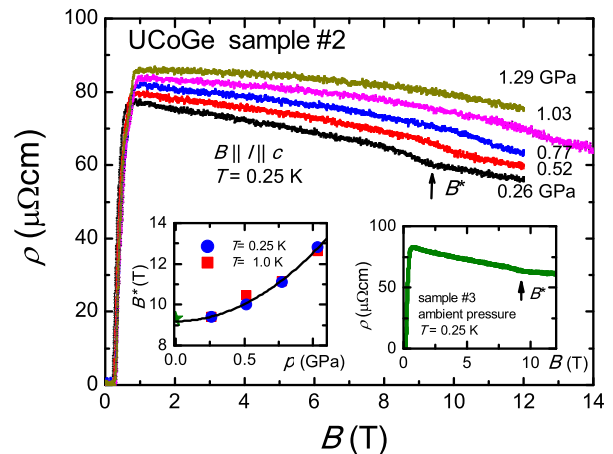 UCoGe sample #2
100
80
60
40
20
0
ρ (μΩcm)
1.29 GPa
1.03
0.77
0.52
0.26 GPa
B || I || c
T = 0.25 K
B*
14
12
10
8
B* (T)
T= 0.25 K
T= 1.0 K
0.0
0.5
p (GPa)
1.0
100
50
0
ρ (μΩcm)
B*
sample #3
ambient pressure
T = 0.25 K
0
5
10
B (T)
0
2
4
6
8
10
12
14
B (T)